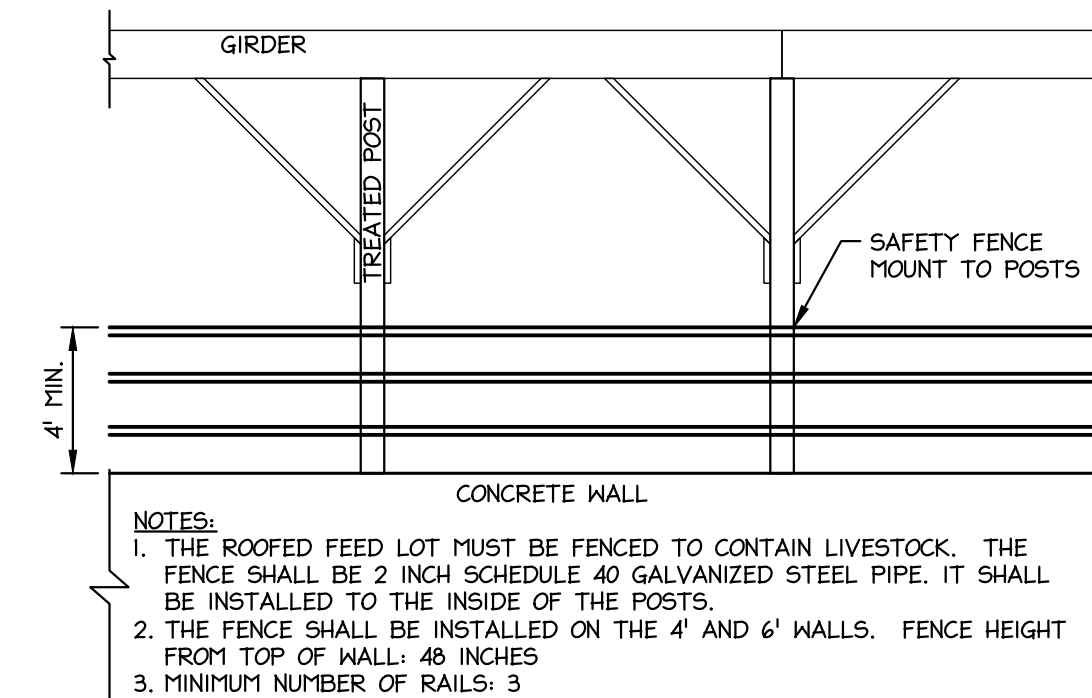 GIRDER
TREATED POST
SAFETY FENCE
MOUNT TO POSTS
4' MIN.
CONCRETE WALL
NOTES:
1. THE ROOFED FEED LOT MUST BE FENCED TO CONTAIN LIVESTOCK. THE
FENCE SHALL BE 2 INCH SCHEDULE 40 GALVANIZED STEEL PIPE. IT SHALL
BE INSTALLED TO THE INSIDE OF THE POSTS.
2. THE FENCE SHALL BE INSTALLED ON THE 4' AND 6' WALLS. FENCE HEIGHT
FROM TOP OF WALL: 48 INCHES
3. MINIMUM NUMBER OF RAILS: 3